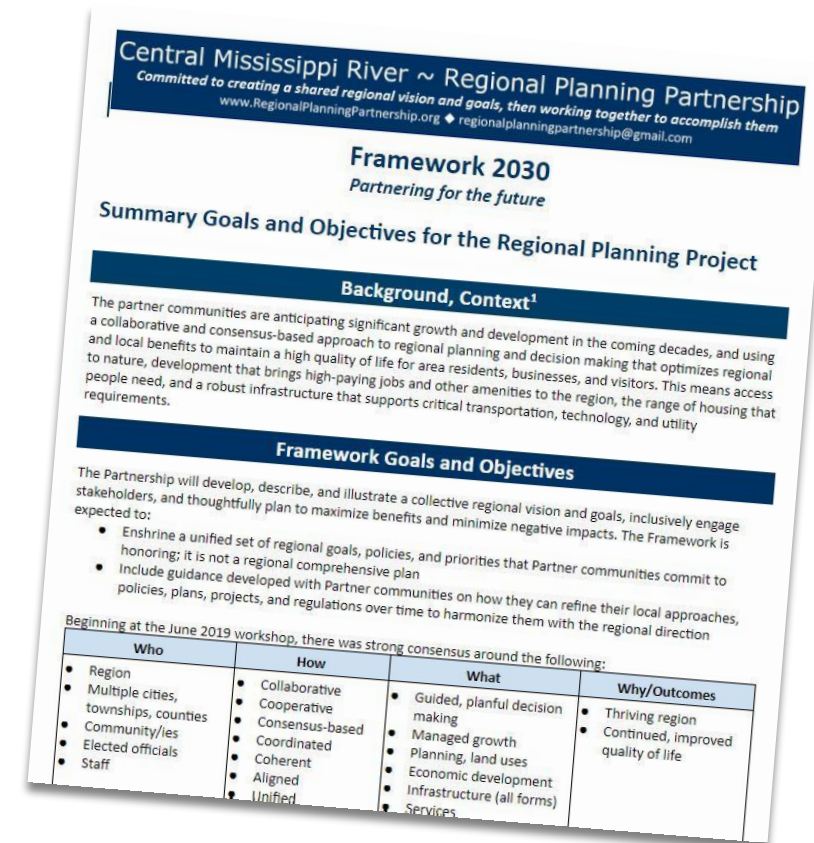 Central Mississippi River ~ Regional Planning Partnership
Committed to creating a shared regional vision and goals, then working together to accomplish them
www.RegionalPlanningPartnership.org ◆ regionalplanningpartnership@gmail.com
Framework 2030
Partnering for the future
Summary Goals and Objectives for the Regional Planning Project
Background, Context¹
The partner communities are anticipating significant growth and development in the coming decades, and using
a collaborative and consensus-based approach to regional planning and decision making that optimizes regional
and local benefits to maintain a high quality of life for area residents, businesses, and visitors. This means access
to nature, development that brings high-paying jobs and other amenities to the region, the range of housing that
people need, and a robust infrastructure that supports critical transportation, technology, and utility
requirements.
Framework Goals and Objectives
The Partnership will develop, describe, and illustrate a collective regional vision and goals, inclusively engage
stakeholders, and thoughtfully plan to maximize benefits and minimize negative impacts. The Framework is
expected to:
● Enshrine a unified set of regional goals, policies, and priorities that Partner communities commit to
honoring; it is not a regional comprehensive plan
● Include guidance developed with Partner communities on how they can refine their local approaches,
policies, plans, projects, and regulations over time to harmonize them with the regional direction
Beginning at the June 2019 workshop, there was strong consensus around the following:
Who
● Region
● Multiple cities,
townships, counties
● Community/ies
● Elected officials
● Staff
How
● Collaborative
● Cooperative
● Consensus-based
● Coordinated
● Coherent
● Aligned
● Unified
What
● Guided, planful decision
making
● Managed growth
● Planning, land uses
● Economic development
● Infrastructure (all forms)
● Services
Why/Outcomes
● Thriving region
● Continued, improved
quality of life